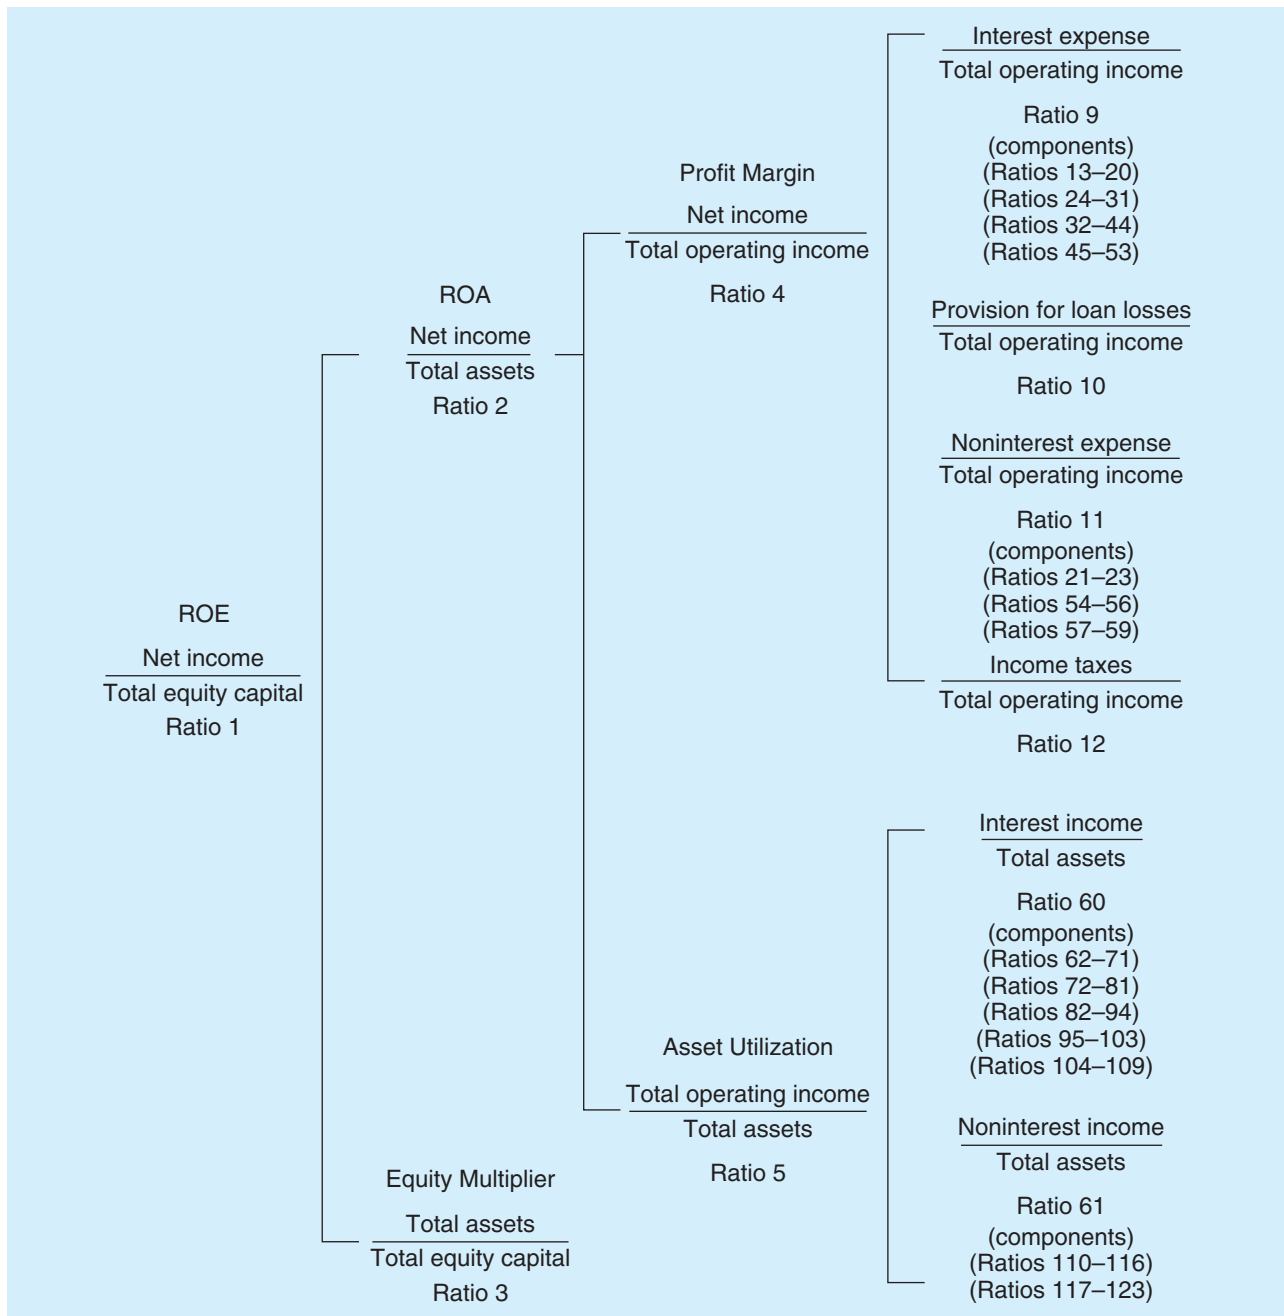 ROE
Net income
Total equity capital
Ratio 1
ROA
Net income
Total assets
Ratio 2
Equity Multiplier
Total assets
Total equity capital
Ratio 3
Profit Margin
Net income
Total operating income
Ratio 4
Asset Utilization
Total operating income
Total assets
Ratio 5
Interest expense
Total operating income
Ratio 9
(components)
(Ratios 13–20)
(Ratios 24–31)
(Ratios 32–44)
(Ratios 45–53)
Provision for loan losses
Total operating income
Ratio 10
Noninterest expense
Total operating income
Ratio 11
(components)
(Ratios 21–23)
(Ratios 54–56)
(Ratios 57–59)
Income taxes
Total operating income
Ratio 12
Interest income
Total assets
Ratio 60
(components)
(Ratios 62–71)
(Ratios 72–81)
(Ratios 82–94)
(Ratios 95–103)
(Ratios 104–109)
Noninterest income
Total assets
Ratio 61
(components)
(Ratios 110–116)
(Ratios 117–123)